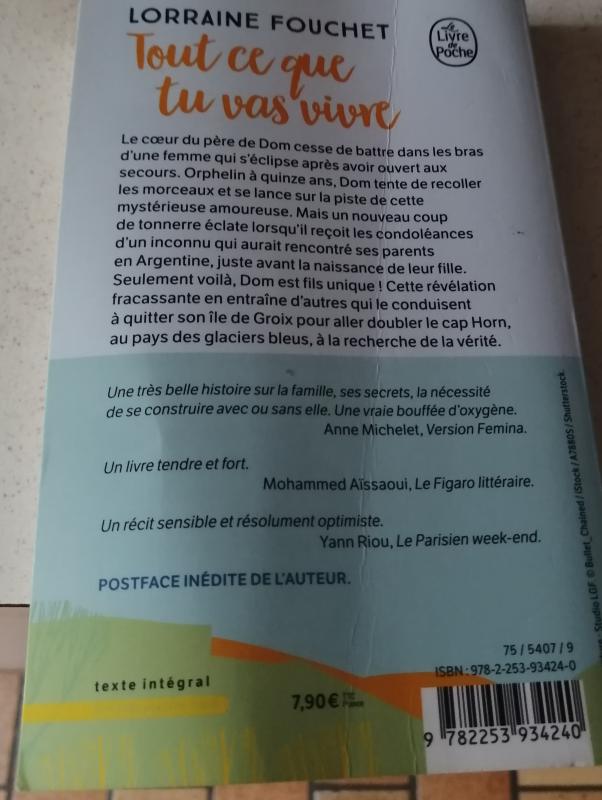 LORRAINE FOUCHET
Le
Livre
de
Poche
Tout ce que
tu vas vivre
Le cœur du père de Dom cesse de battre dans les bras
d'une femme qui s'éclipse après avoir ouvert aux
secours. Orphelin à quinze ans, Dom tente de recoller
les morceaux et se lance sur la piste de cette
mystérieuse amoureuse. Mais un nouveau coup
de tonnerre éclate lorsqu'il reçoit les condoléances
d'un inconnu qui aurait rencontré ses parents
en Argentine, juste avant la naissance de leur fille.
Seulement voilà, Dom est fils unique ! Cette révélation
fracassante en entraîne d'autres qui le conduisent
à quitter son île de Groix pour aller doubler le cap Horn,
au pays des glaciers bleus, à la recherche de la vérité.
Une très belle histoire sur la famille, ses secrets, la nécessité
de se construire avec ou sans elle. Une vraie bouffée d'oxygène.
Anne Michelet, Version Femina.
Un livre tendre et fort.
Mohammed Aïssaoui, Le Figaro littéraire.
Un récit sensible et résolument optimiste.
Yann Riou, Le Parisien week-end.
POSTFACE INÉDITE DE L'AUTEUR.
Studio LGF. © Bullet_Chained / iStock / A7880S / Shutterstock.
75 / 5407 / 9
ISBN : 978-2-253-93424-0
texte intégral
7,90 €
9 782253 934240